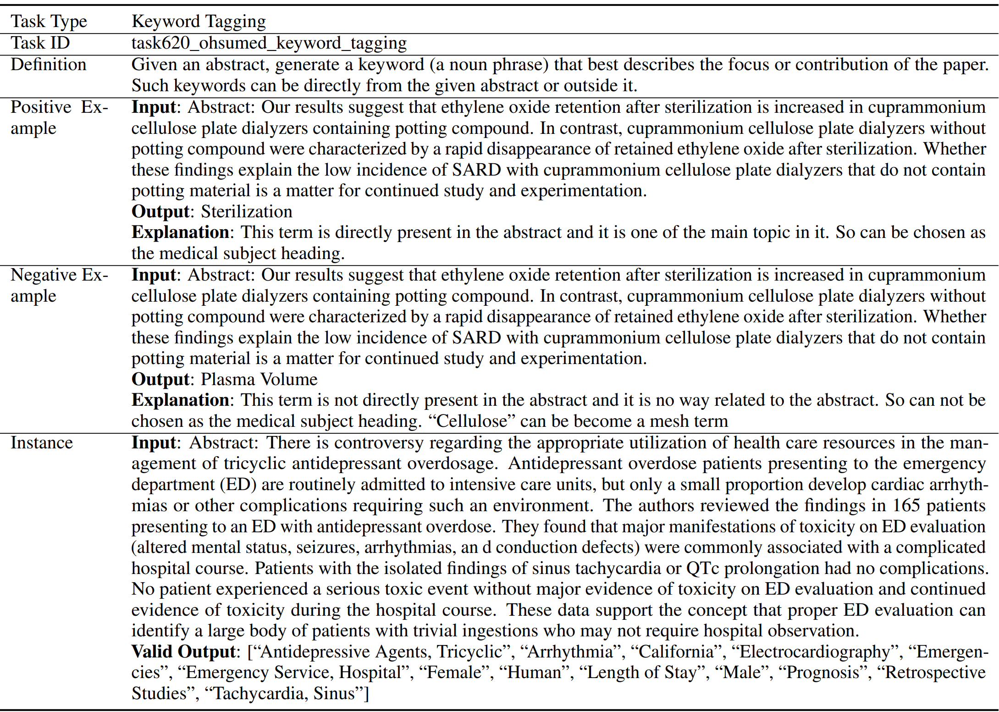 Task Type Keyword Tagging
Task ID task620_ohsumed_keyword_tagging
Definition Given an abstract, generate a keyword (a noun phrase) that best describes the focus or contribution of the paper.
Such keywords can be directly from the given abstract or outside it.
Positive Ex-
ample
Input: Abstract: Our results suggest that ethylene oxide retention after sterilization is increased in cuprammonium
cellulose plate dialyzers containing potting compound. In contrast, cuprammonium cellulose plate dialyzers without
potting compound were characterized by a rapid disappearance of retained ethylene oxide after sterilization. Whether
these findings explain the low incidence of SARD with cuprammonium cellulose plate dialyzers that do not contain
potting material is a matter for continued study and experimentation.
Output: Sterilization
Explanation: This term is directly present in the abstract and it is one of the main topic in it. So can be chosen as
the medical subject heading.
Negative Ex-
ample
Input: Abstract: Our results suggest that ethylene oxide retention after sterilization is increased in cuprammonium
cellulose plate dialyzers containing potting compound. In contrast, cuprammonium cellulose plate dialyzers without
potting compound were characterized by a rapid disappearance of retained ethylene oxide after sterilization. Whether
these findings explain the low incidence of SARD with cuprammonium cellulose plate dialyzers that do not contain
potting material is a matter for continued study and experimentation.
Output: Plasma Volume
Explanation: This term is not directly present in the abstract and it is no way related to the abstract. So can not be
chosen as the medical subject heading. “Cellulose” can be become a mesh term
Instance Input: Abstract: There is controversy regarding the appropriate utilization of health care resources in the man-
agement of tricyclic antidepressant overdosage. Antidepressant overdose patients presenting to the emergency
department (ED) are routinely admitted to intensive care units, but only a small proportion develop cardiac arrhyth-
mias or other complications requiring such an environment. The authors reviewed the findings in 165 patients
presenting to an ED with antidepressant overdose. They found that major manifestations of toxicity on ED evaluation
(altered mental status, seizures, arrhythmias, an d conduction defects) were commonly associated with a complicated
hospital course. Patients with the isolated findings of sinus tachycardia or QTc prolongation had no complications.
No patient experienced a serious toxic event without major evidence of toxicity on ED evaluation and continued
evidence of toxicity during the hospital course. These data support the concept that proper ED evaluation can
identify a large body of patients with trivial ingestions who may not require hospital observation.
Valid Output: [“Antidepressive Agents, Tricyclic”, “Arrhythmia”, “California”, “Electrocardiography”, “Emergen-
cies”, “Emergency Service, Hospital”, “Female”, “Human”, “Length of Stay”, “Male”, “Prognosis”, “Retrospective
Studies”, “Tachycardia, Sinus”]